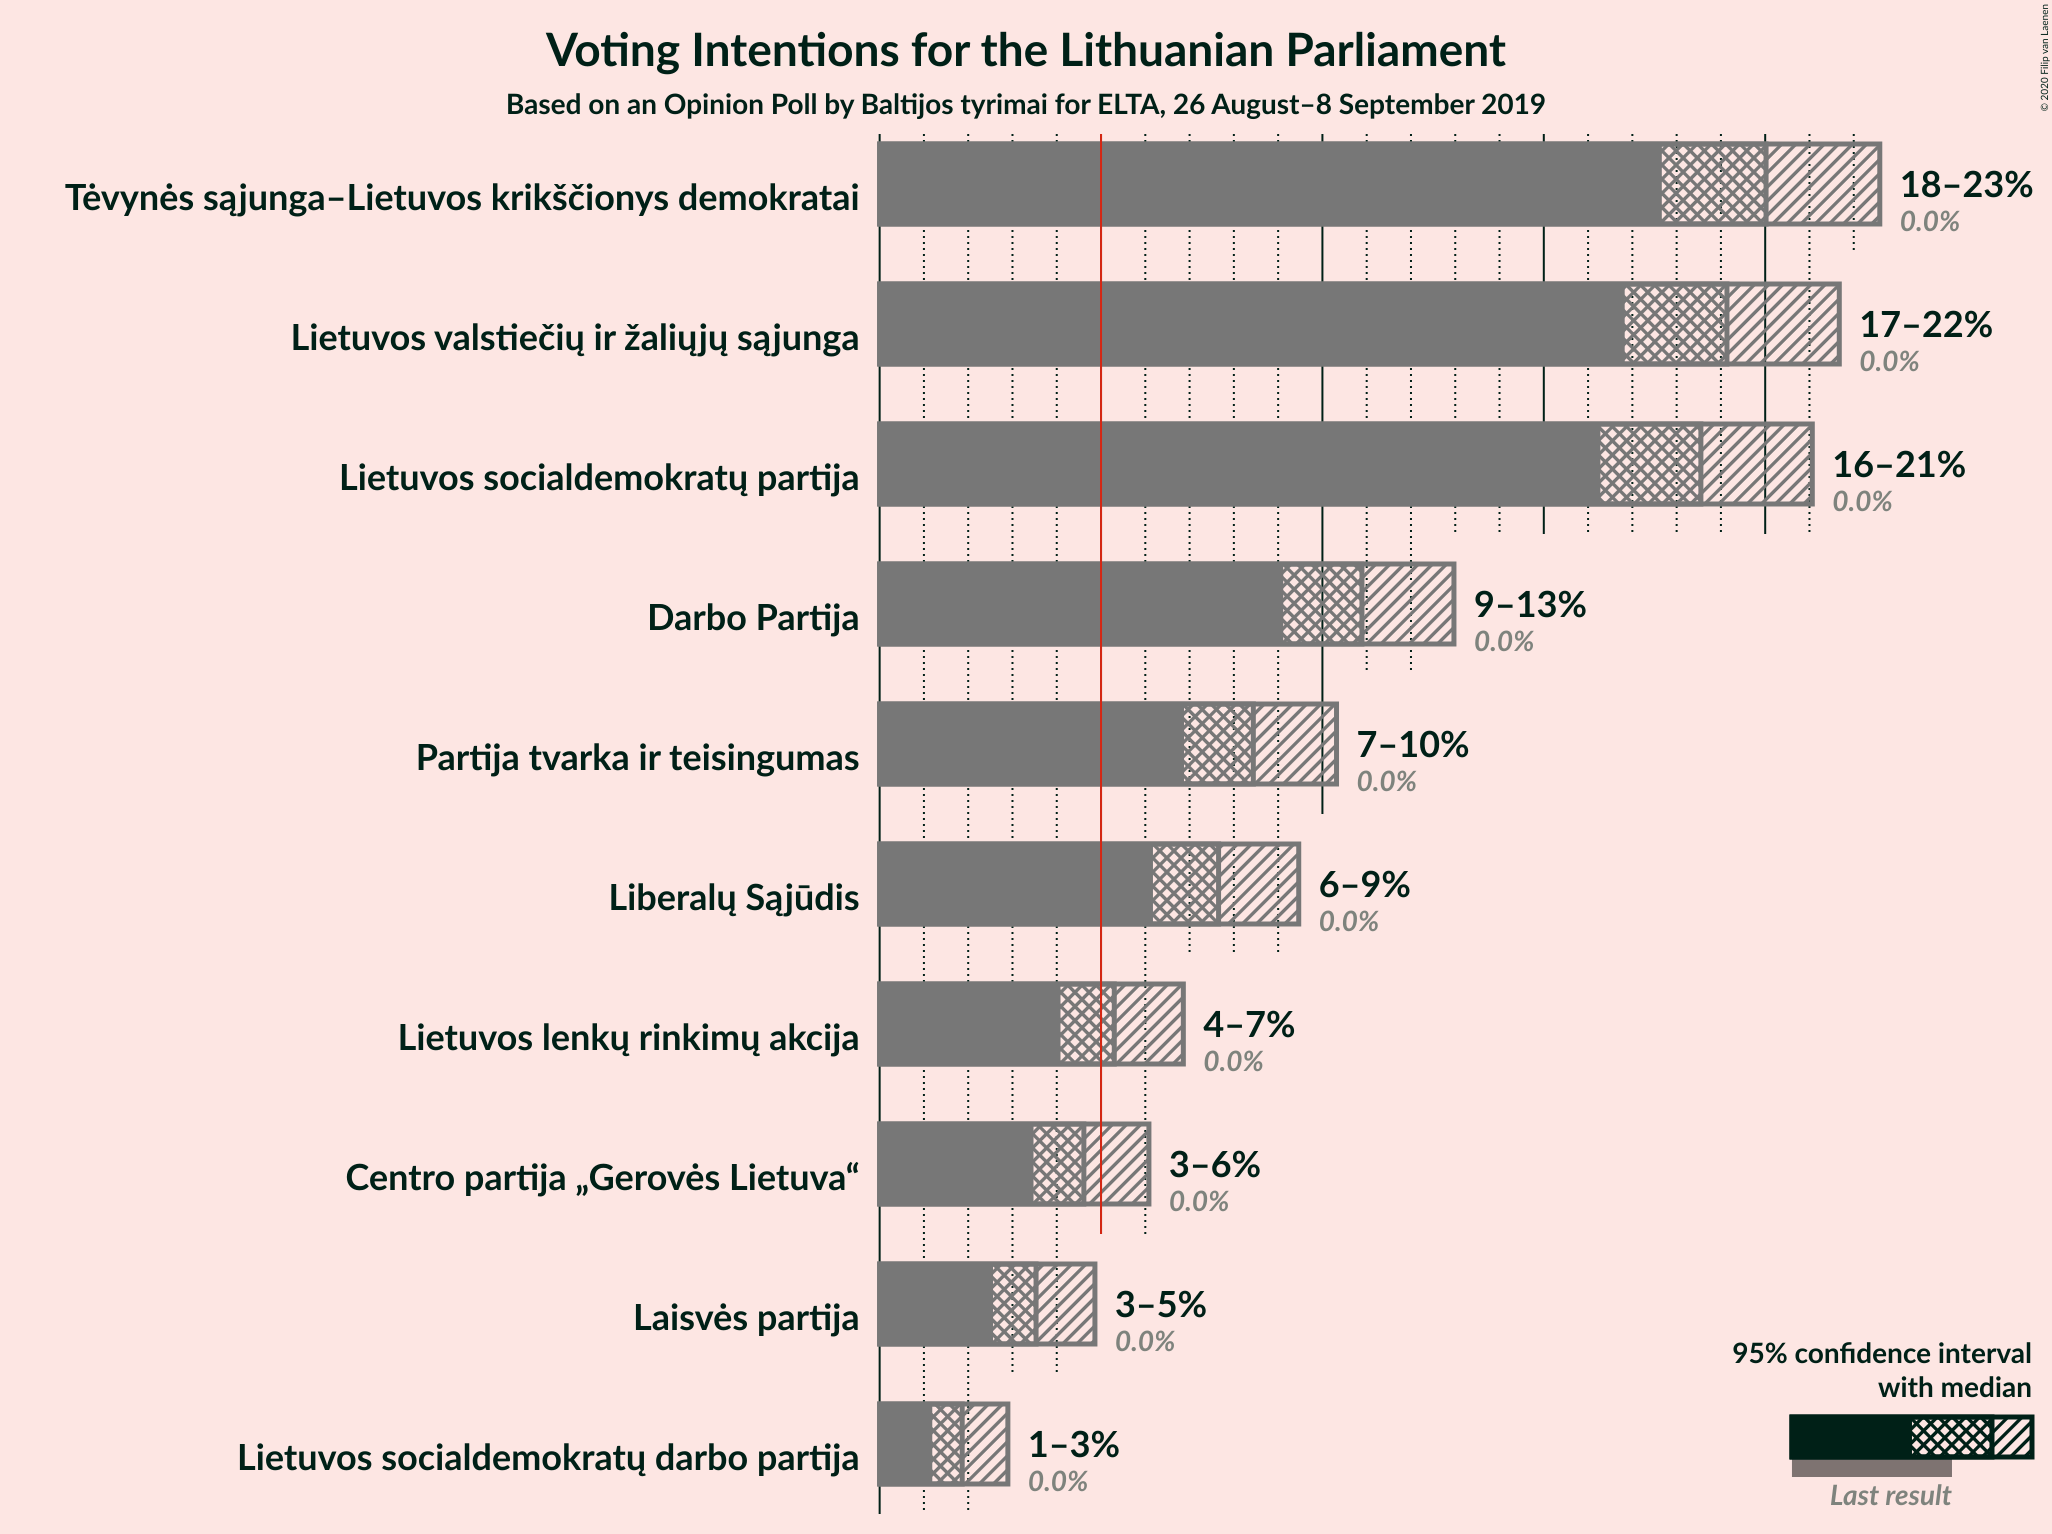 Voting Intentions for the Lithuanian Parliament
Based on an Opinion Poll by Baltijos tyrimai for ELTA, 26 August–8 September 2019
© 2020 Filip van Laenen
Tėvynės sąjunga–Lietuvos krikščionys demokratai
18–23%
0.0%
Lietuvos valstiečių ir žaliųjų sąjunga
17–22%
0.0%
Lietuvos socialdemokratų partija
16–21%
0.0%
Darbo Partija
9–13%
0.0%
Partija tvarka ir teisingumas
7–10%
0.0%
Liberalų Sąjūdis
6–9%
0.0%
Lietuvos lenkų rinkimų akcija
4–7%
0.0%
Centro partija „Gerovės Lietuva“
3–6%
0.0%
Laisvės partija
3–5%
0.0%
Lietuvos socialdemokratų darbo partija
1–3%
0.0%
95% confidence interval
with median
Last result